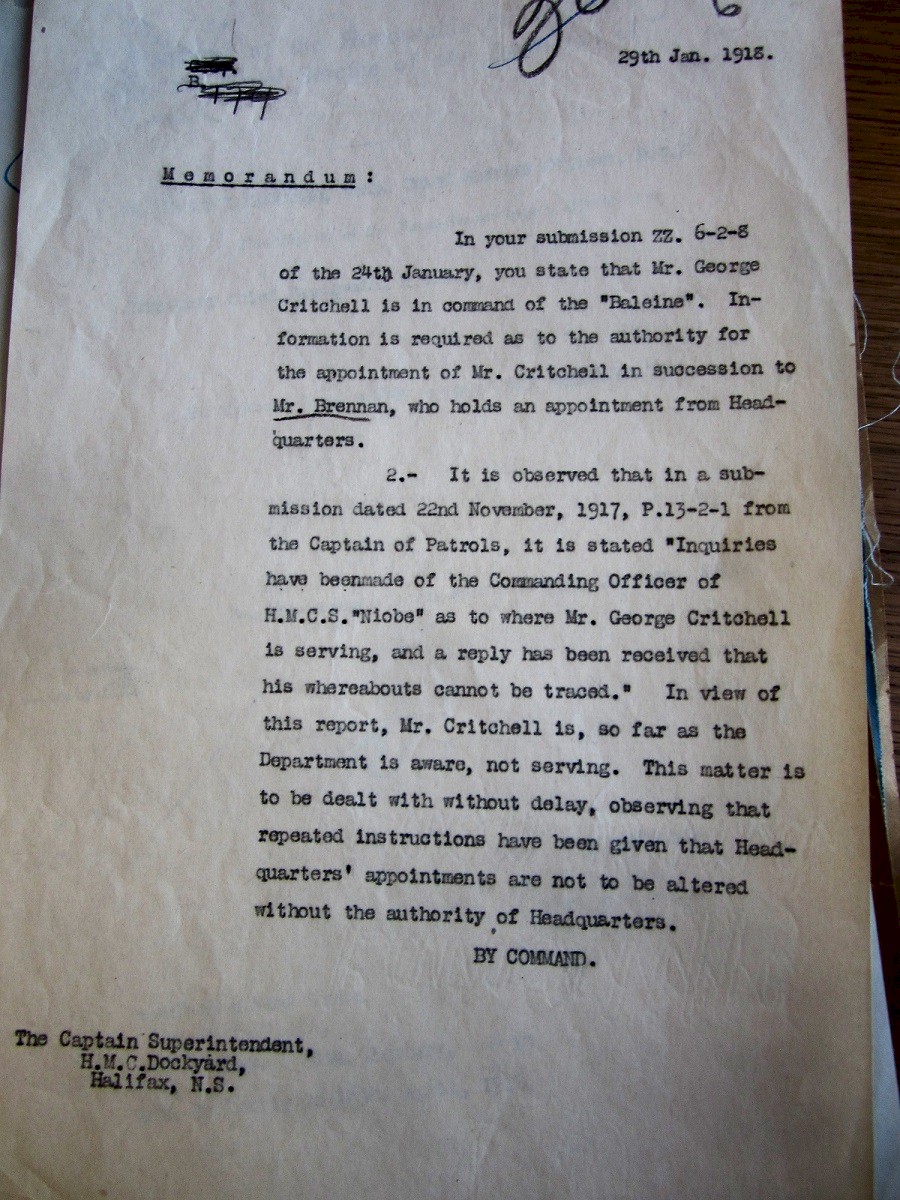 29th Jan. 1918.
B.
Memorandum:
In your submission ZZ. 6-2-8
of the 24th January, you state that Mr. George
Critchell is in command of the "Baleine". In-
formation is required as to the authority for
the appointment of Mr. Critchell in succession to
Mr. Brennan, who holds an appointment from Head-
quarters.
2.- It is observed that in a sub-
mission dated 22nd November, 1917, P.13-2-1 from
the Captain of Patrols, it is stated "Inquiries
have beenmade of the Commanding Officer of
H.M.C.S."Niobe" as to where Mr. George Critchell
is serving, and a reply has been received that
his whereabouts cannot be traced." In view of
this report, Mr. Critchell is, so far as the
Department is aware, not serving. This matter is
to be dealt with without delay, observing that
repeated instructions have been given that Head-
quarters' appointments are not to be altered
without the authority of Headquarters.
BY COMMAND.
The Captain Superintendent,
H.M.C.Dockyard,
Halifax, N.S.